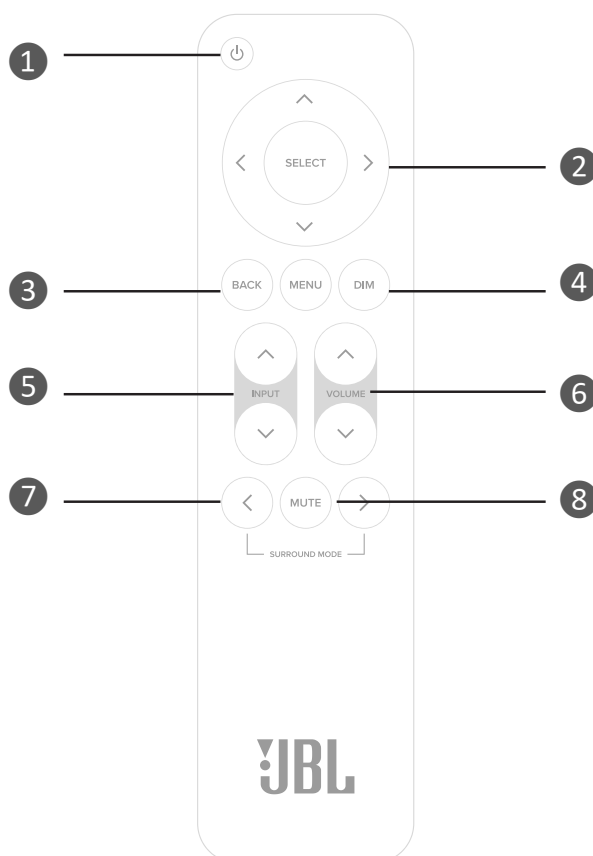 1
SELECT
2
3
BACK MENU DIM
4
5
INPUT VOLUME
6
7
MUTE
8
SURROUND MODE
JBL